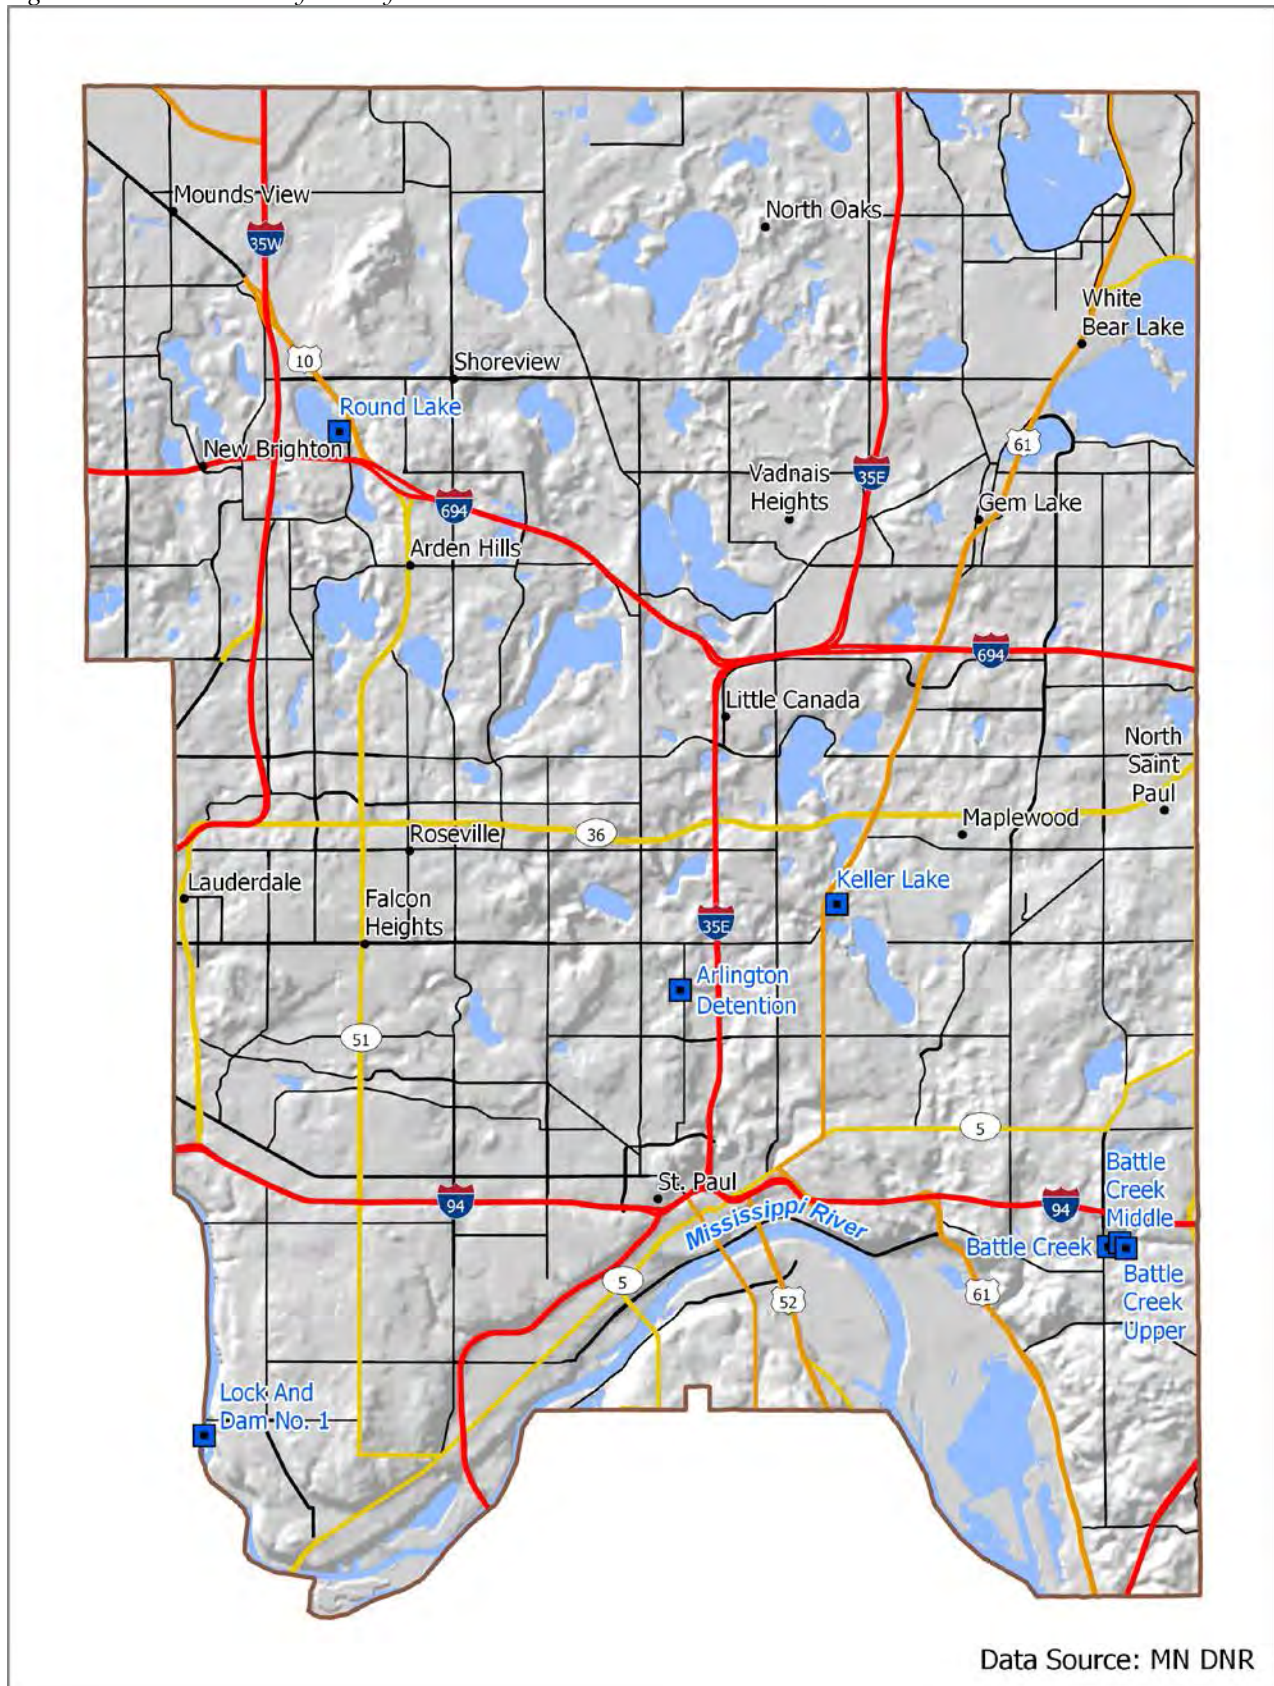 Mounds View
North Oaks
35W
White
Bear Lake
10
Shoreview
Round Lake
61
New Brighton
Vadnais
Heights
35E
694
Gem Lake
Arden Hills
694
Little Canada
North
Saint
Paul
Maplewood
36
Roseville
Keller Lake
Lauderdale
Falcon
Heights
35E
Arlington
Detention
51
5
Battle
Creek
Middle
St. Paul
94
94
Mississippi River
Battle Creek
Battle
Creek
Upper
5
52
61
Lock And
Dam No. 1
Data Source: MN DNR